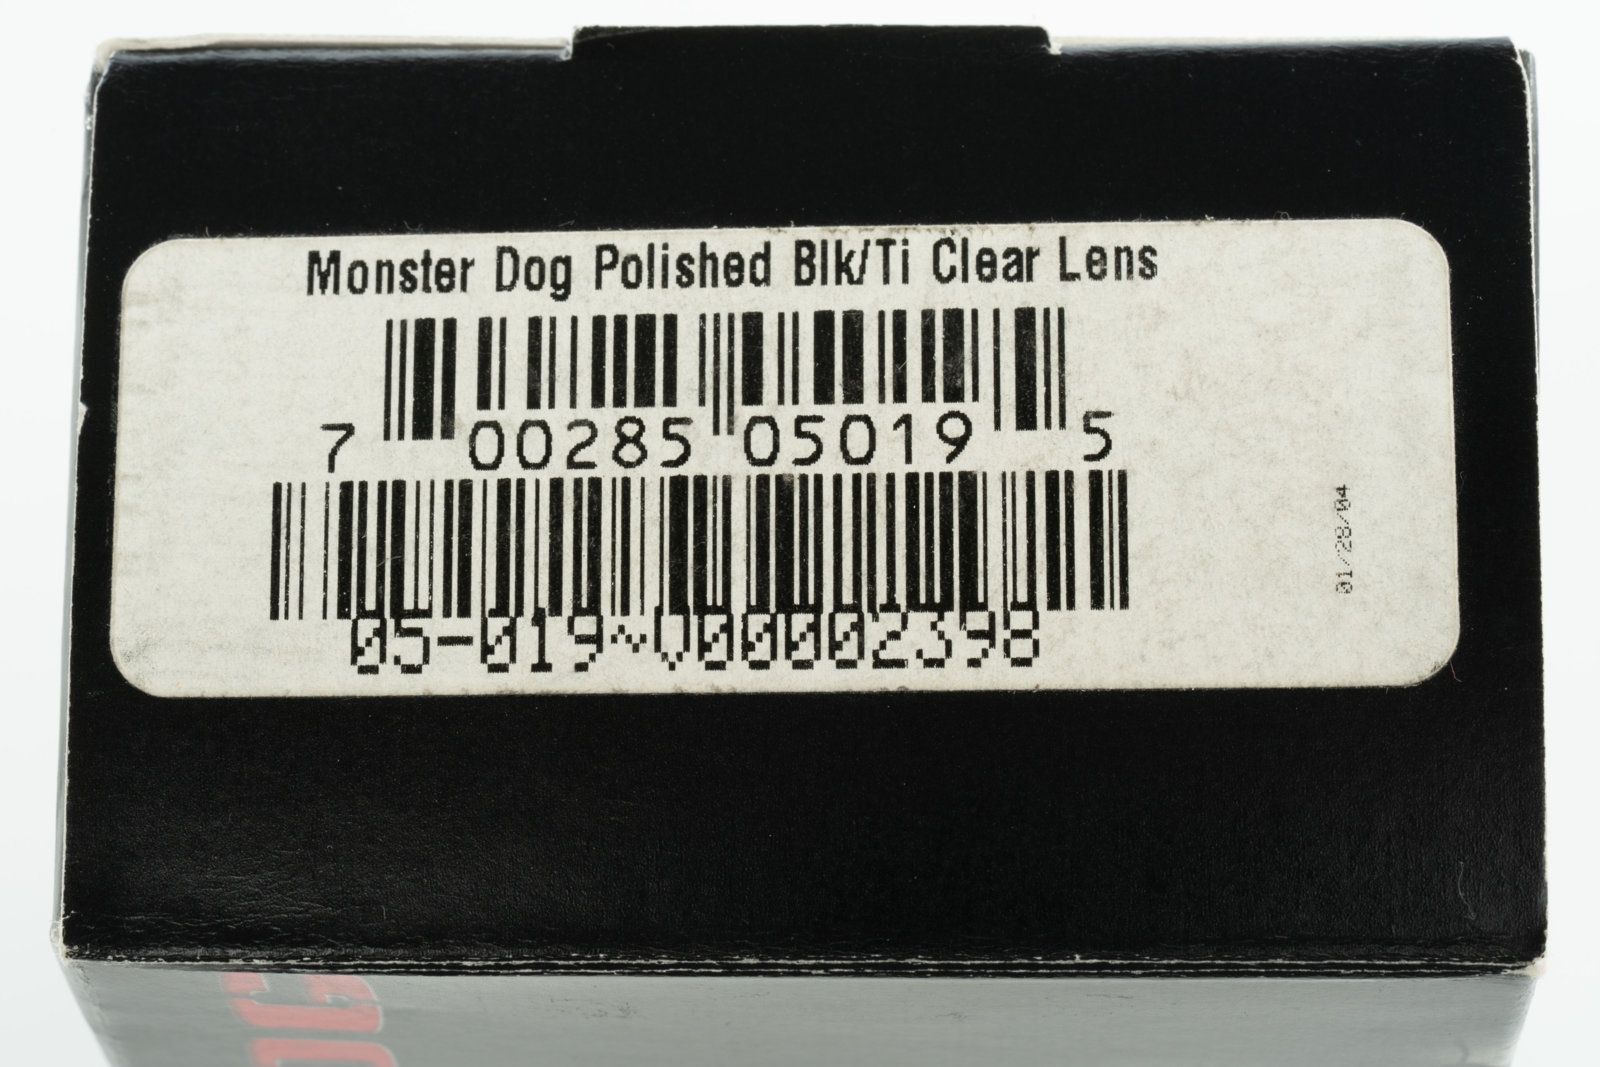 Monster Dog Polished Blk/Ti Clear Lens
7 00285 05019 5
05-019~V00002398
01/28/04